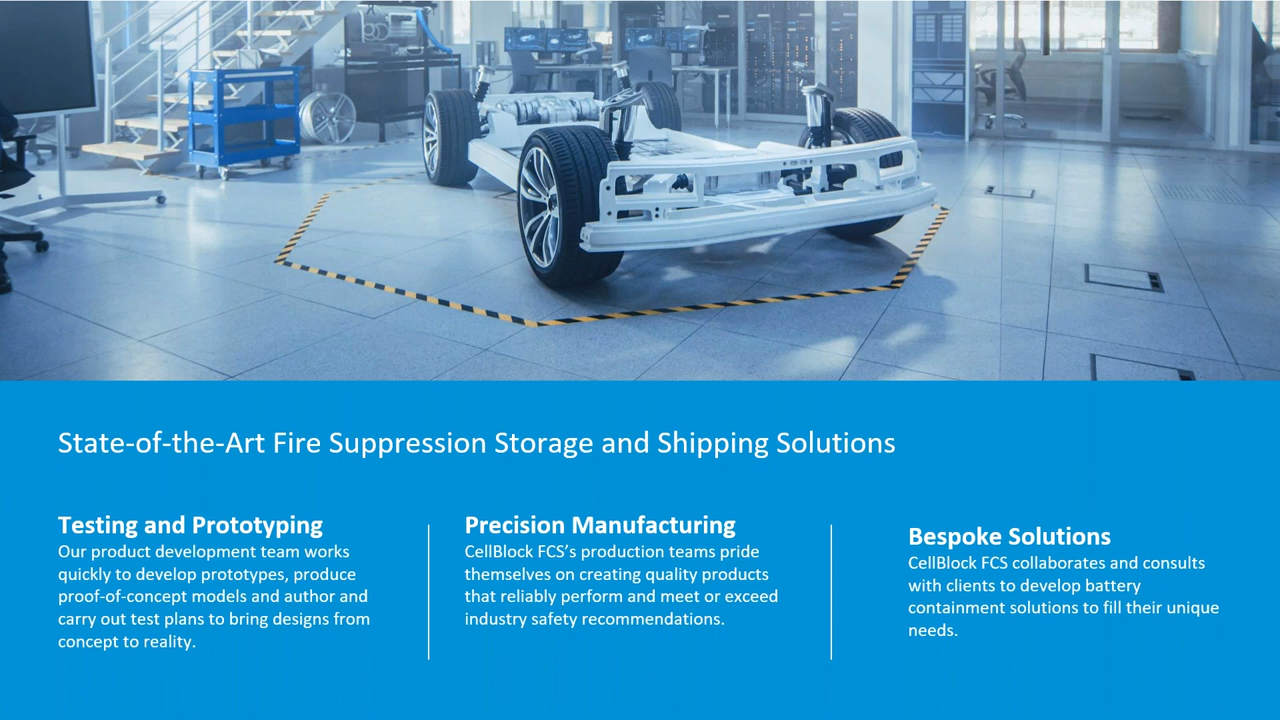 State-of-the-Art Fire Suppression Storage and Shipping Solutions
Testing and Prototyping
Our product development team works
quickly to develop prototypes, produce
proof-of-concept models and author and
carry out test plans to bring designs from
concept to reality.
Precision Manufacturing
CellBlock FCS’s production teams pride
themselves on creating quality products
that reliably perform and meet or exceed
industry safety recommendations.
Bespoke Solutions
CellBlock FCS collaborates and consults
with clients to develop battery
containment solutions to fill their unique
needs.